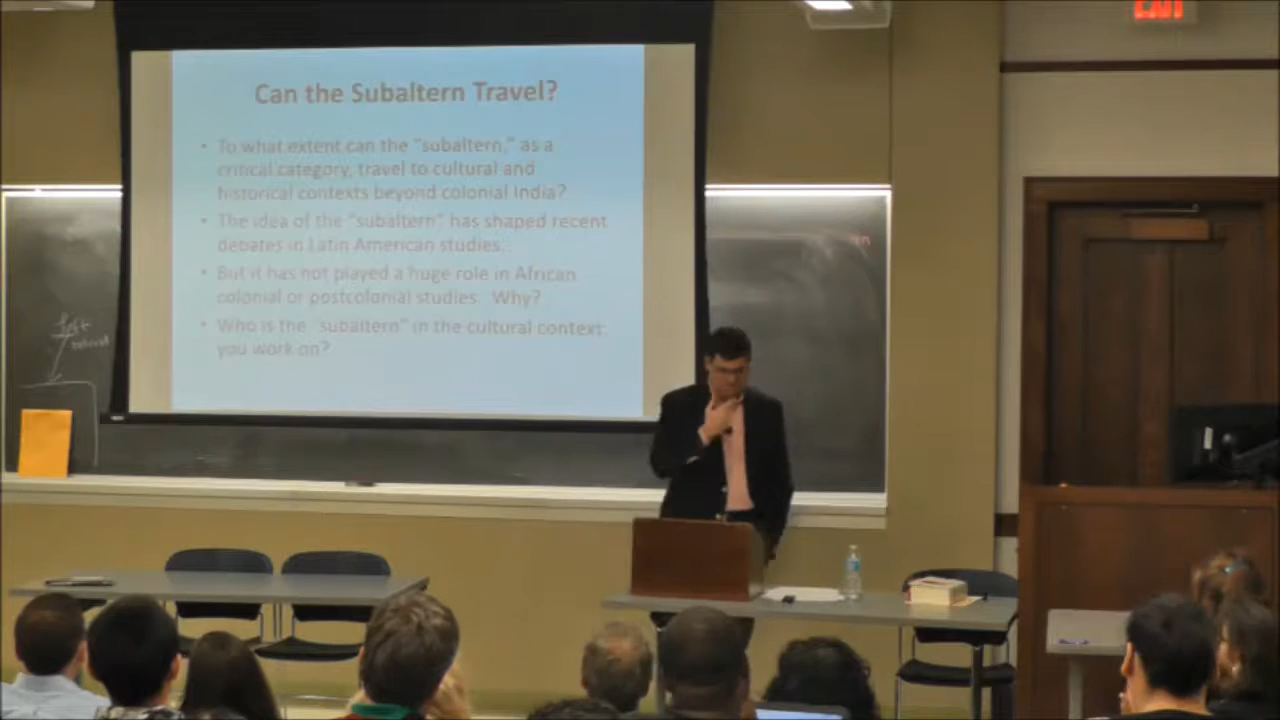 EXIT
Can the Subaltern Travel?
• To what extent can the "subaltern," as a
critical category, travel to cultural and
historical contexts beyond colonial India?
• The idea of the "subaltern" has shaped recent
debates in Latin American studies.
• But it has not played a huge role in African
colonial or postcolonial studies. Why?
• Who is the "subaltern" in the cultural context
you work on?